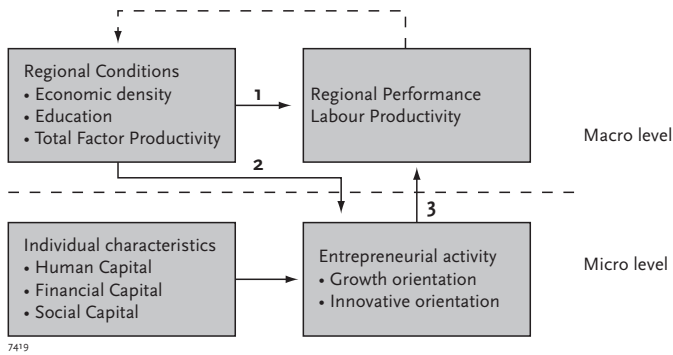 Regional Conditions
• Economic density
• Education
• Total Factor Productivity
1
Regional Performance
Labour Productivity
Macro level
2
3
Individual characteristics
• Human Capital
• Financial Capital
• Social Capital
Entrepreneurial activity
• Growth orientation
• Innovative orientation
Micro level
7419